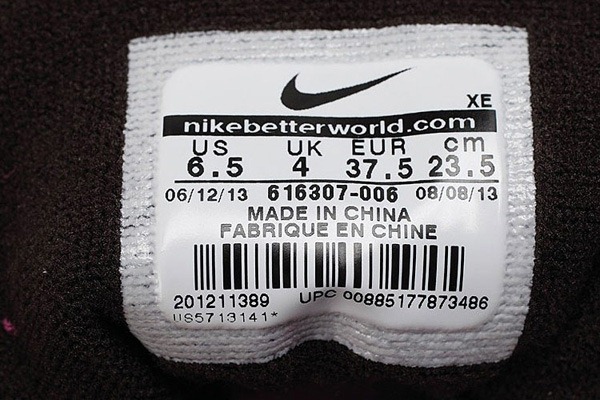 XE
nikebetterworld.com
US UK EUR cm
6.5 4 37.5 23.5
06/12/13 616307-006 08/08/13
MADE IN CHINA
FABRIQUE EN CHINE
201211389 UPC 00885177873486
US5713141*